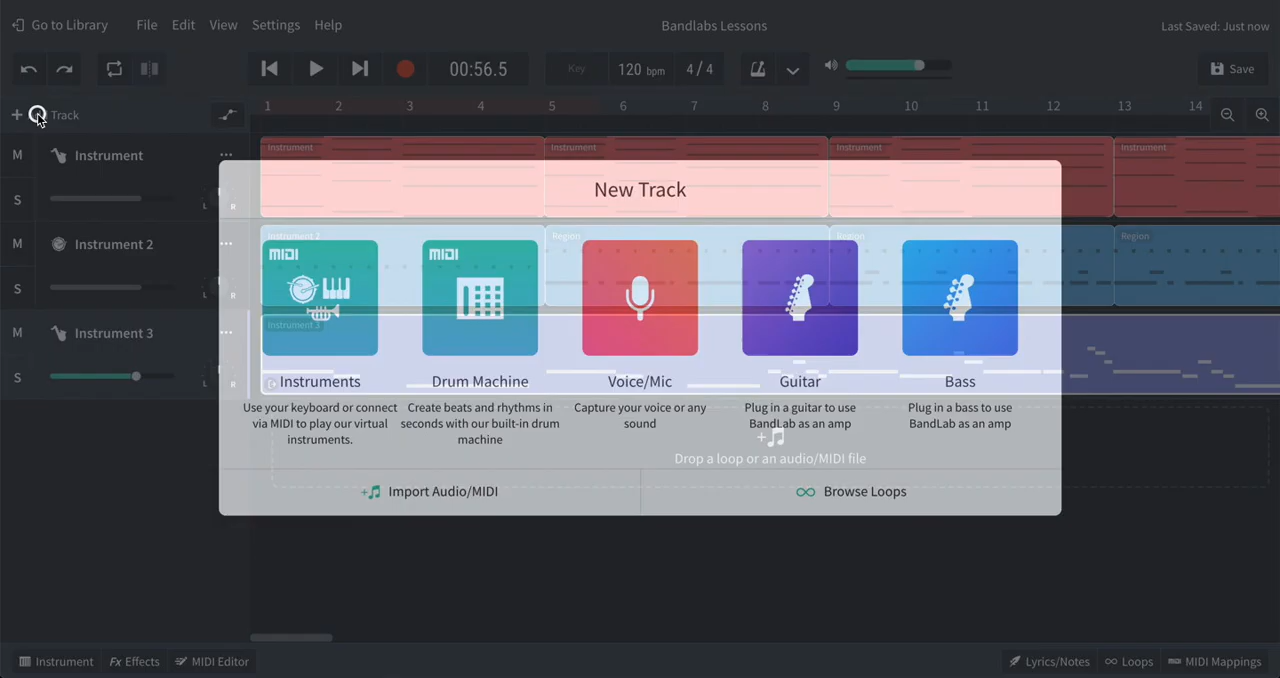 Go to Library File Edit View Settings Help Bandlabs Lessons Last Saved: Just now
00:56.5 Key 120 bpm 4 / 4 Save
+ Track 1 2 3 4 5 6 7 8 9 10 11 12 13 14
Instrument Instrument Instrument Instrument
M Instrument ...
New Track
S L R
Instrument 2 Region Region Region
M Instrument 2 ...
MIDI MIDI
S L R
Instrument 3
M Instrument 3 ...
S L R
Instruments Drum Machine Voice/Mic Guitar Bass
Use your keyboard or connect Create beats and rhythms in Capture your voice or any Plug in a guitar to use Plug in a bass to use
via MIDI to play our virtual seconds with our built-in drum sound BandLab as an amp BandLab as an amp
instruments. machine
Drop a loop or an audio/MIDI file
Import Audio/MIDI Browse Loops
Instrument Fx Effects MIDI Editor Lyrics/Notes Loops MIDI Mappings